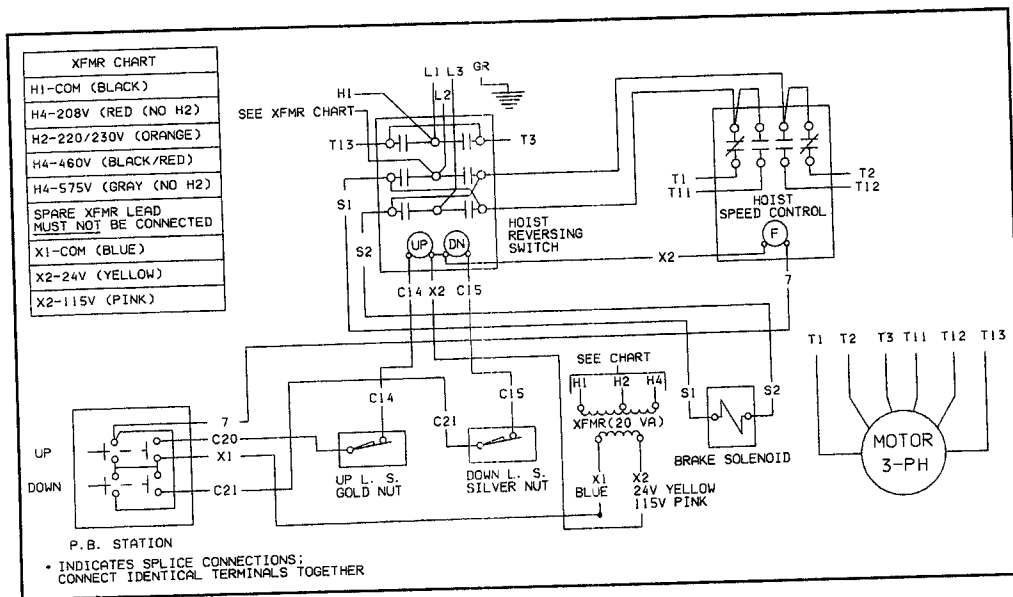 XFMR CHART
H1-COM (BLACK)
H4-208V (RED (NO H2)
H2-220/230V (ORANGE)
H4-460V (BLACK/RED)
H4-575V (GRAY (NO H2)
SPARE XFMR LEAD
MUST NOT BE CONNECTED
X1-COM (BLUE)
X2-24V (YELLOW)
X2-115V (PINK)
L1 L3 GR
H1
L2
SEE XFMR CHART
T13
T3
S1
S2
HOIST
REVERSING
SWITCH
UP DN
C14 X2 C15
T1
T11
T2
T12
HOIST
SPEED CONTROL
F
X2
7
T1 T2 T3 T11 T12 T13
MOTOR
3-PH
SEE CHART
H1 H2 H4
XFMR(20 VA)
S1
S2
BRAKE SOLENOID
X1
BLUE
X2
24V YELLOW
115V PINK
C14
C21
C15
UP L. S.
GOLD NUT
DOWN L. S.
SILVER NUT
7
C20
X1
C21
UP
DOWN
P.B. STATION
• INDICATES SPLICE CONNECTIONS;
CONNECT IDENTICAL TERMINALS TOGETHER